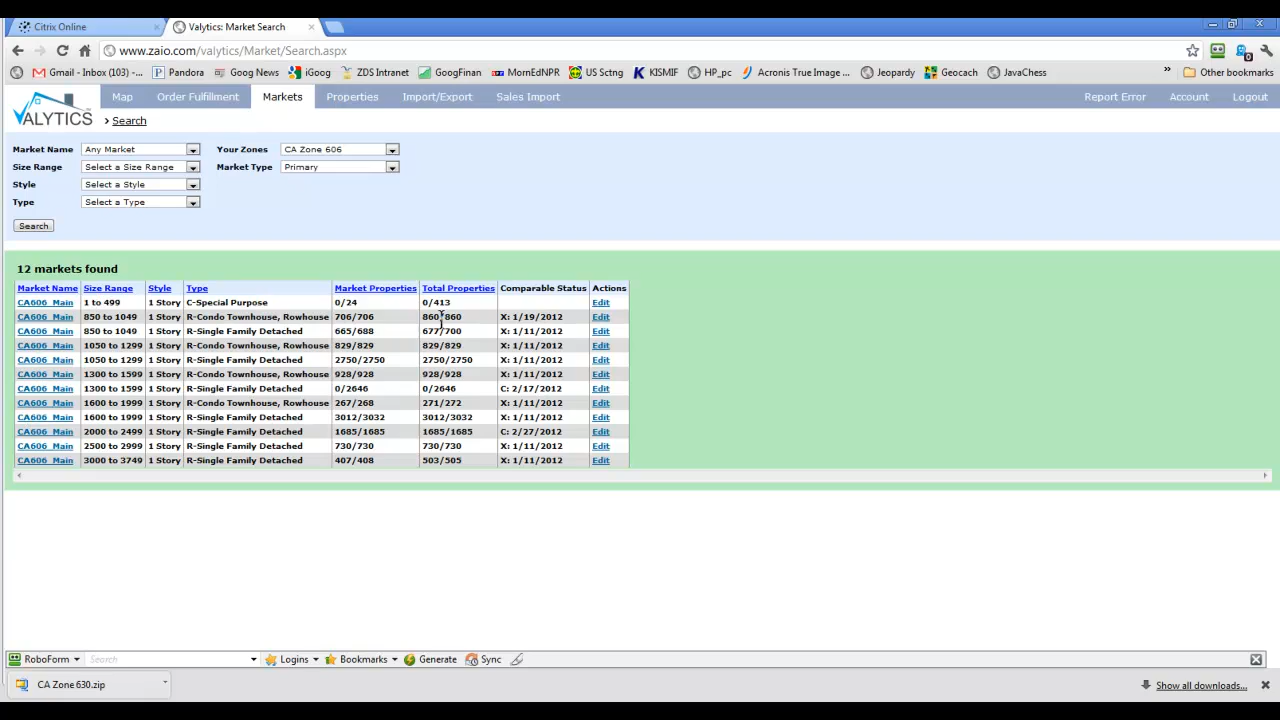 Citrix Online
Valytics: Market Search
www.zaio.com/valytics/Market/Search.aspx
Gmail - Inbox (103) -... Pandora Goog News iGoog ZDS Intranet GoogFinan MornEdNPR US Sctng KISMIF HP_pc Acronis True Image ... Jeopardy Geocach JavaChess » Other bookmarks
VALYTICS
Map Order Fulfillment Markets Properties Import/Export Sales Import Report Error Account Logout
› Search
Market Name Any Market Your Zones CA Zone 606
Size Range Select a Size Range Market Type Primary
Style Select a Style
Type Select a Type
Search
12 markets found
Market Name Size Range Style Type Market Properties Total Properties Comparable Status Actions
CA606_Main 1 to 499 1 Story C-Special Purpose 0/24 0/413 Edit
CA606_Main 850 to 1049 1 Story R-Condo Townhouse, Rowhouse 706/706 860/860 X: 1/19/2012 Edit
CA606_Main 850 to 1049 1 Story R-Single Family Detached 665/688 677/700 X: 1/11/2012 Edit
CA606_Main 1050 to 1299 1 Story R-Condo Townhouse, Rowhouse 829/829 829/829 X: 1/11/2012 Edit
CA606_Main 1050 to 1299 1 Story R-Single Family Detached 2750/2750 2750/2750 X: 1/11/2012 Edit
CA606_Main 1300 to 1599 1 Story R-Condo Townhouse, Rowhouse 928/928 928/928 X: 1/11/2012 Edit
CA606_Main 1300 to 1599 1 Story R-Single Family Detached 0/2646 0/2646 C: 2/17/2012 Edit
CA606_Main 1600 to 1999 1 Story R-Condo Townhouse, Rowhouse 267/268 271/272 X: 1/11/2012 Edit
CA606_Main 1600 to 1999 1 Story R-Single Family Detached 3012/3032 3012/3032 X: 1/11/2012 Edit
CA606_Main 2000 to 2499 1 Story R-Single Family Detached 1685/1685 1685/1685 C: 2/27/2012 Edit
CA606_Main 2500 to 2999 1 Story R-Single Family Detached 730/730 730/730 X: 1/11/2012 Edit
CA606_Main 3000 to 3749 1 Story R-Single Family Detached 407/408 503/505 X: 1/11/2012 Edit
RoboForm Search Logins Bookmarks Generate Sync
CA Zone 630.zip Show all downloads...